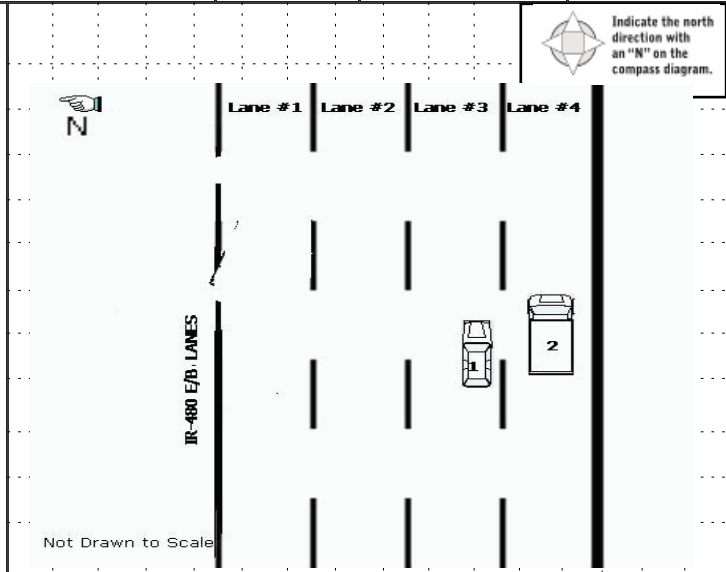 Indicate the north
direction with
an "N" on the
compass diagram.
N
Lane #1 Lane #2 Lane #3 Lane #4
IR-480 E/B. LANES
1
2
Not Drawn to Scale